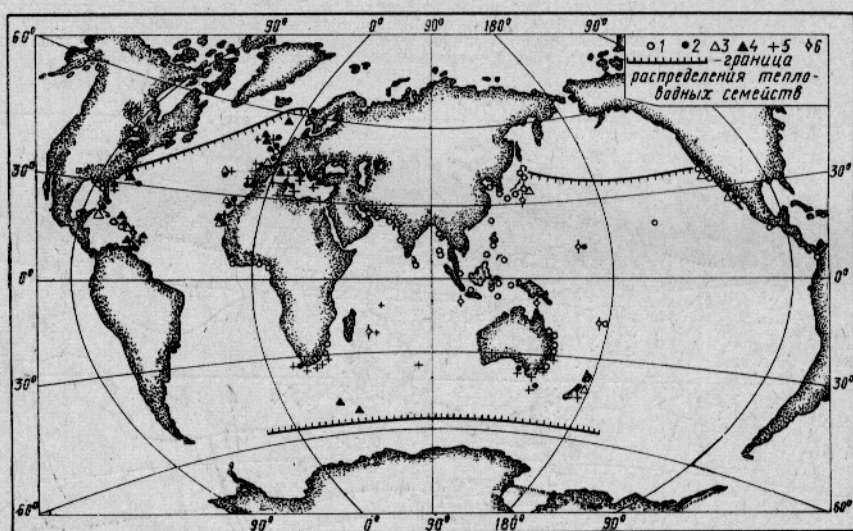 90° 0° 180° 90°
60° 60°
○ 1 ● 2 △ 3 ▲ 4 + 5 ◊ 6
– граница
распределения тепло-
водных семейств
30° 30°
0° 0°
30° 30°
60° 60°
90° 0° 90° 180° 90°